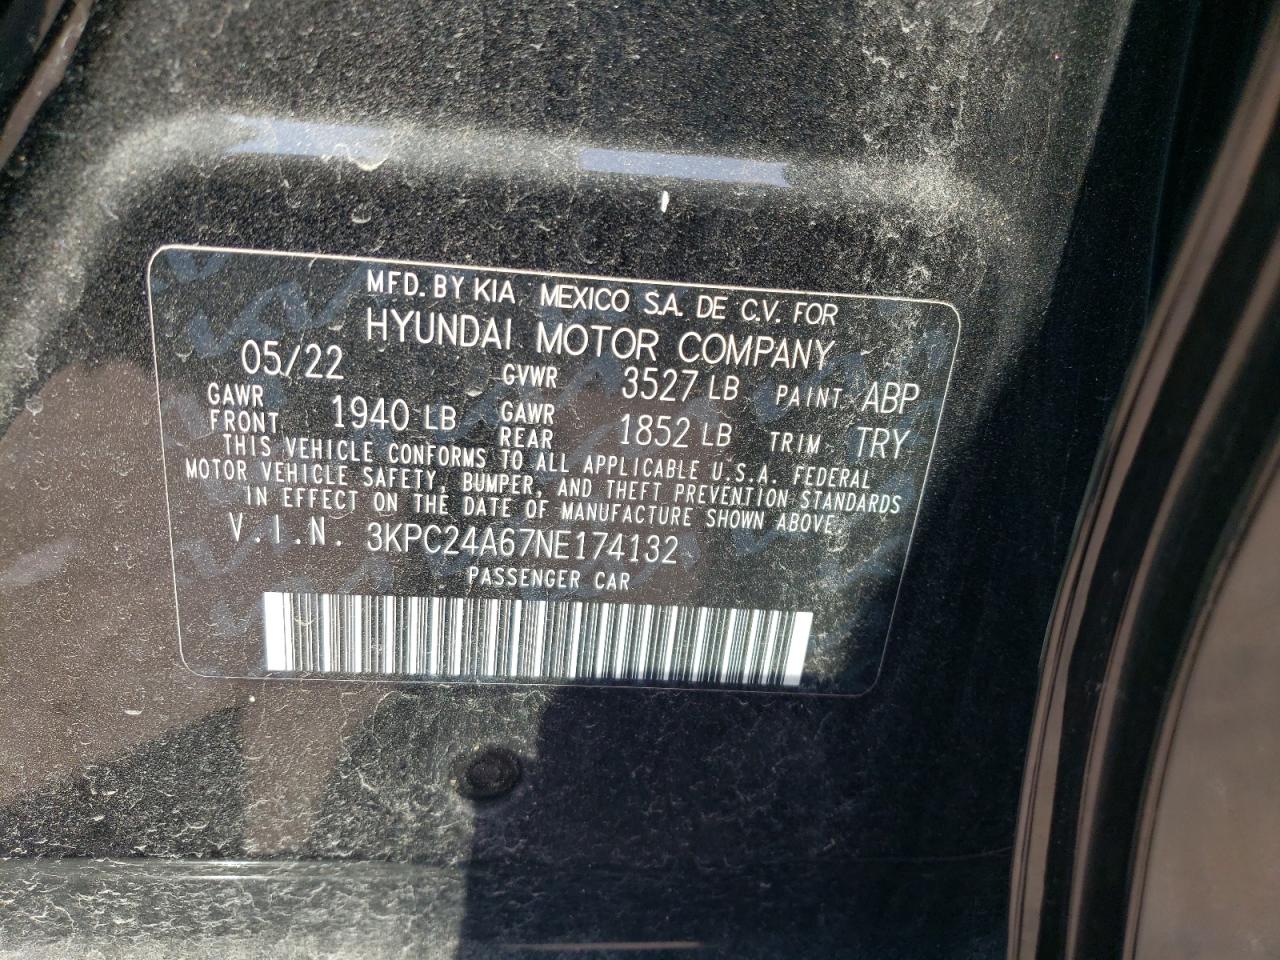 MFD. BY KIA MEXICO S.A. DE C.V. FOR
HYUNDAI MOTOR COMPANY
05/22 GVWR 3527 LB PAINT ABP
GAWR FRONT 1940 LB GAWR REAR 1852 LB TRIM TRY
THIS VEHICLE CONFORMS TO ALL APPLICABLE U.S.A. FEDERAL
MOTOR VEHICLE SAFETY, BUMPER, AND THEFT PREVENTION STANDARDS
IN EFFECT ON THE DATE OF MANUFACTURE SHOWN ABOVE.
V.I.N. 3KPC24A67NE174132
PASSENGER CAR